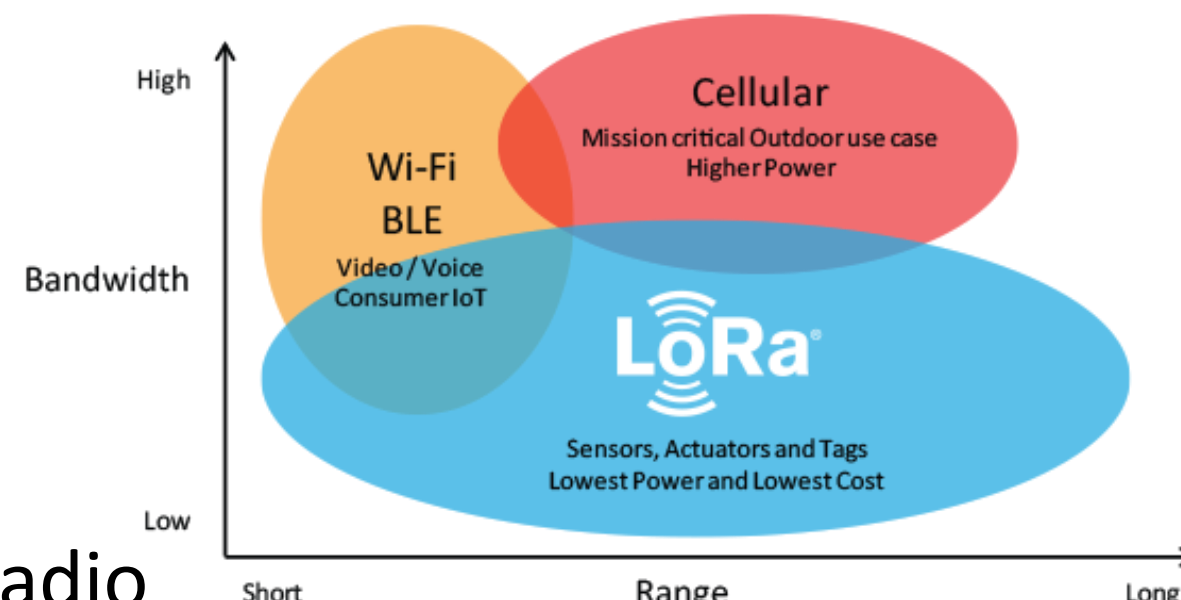 High
Cellular
Mission critical Outdoor use case
Higher Power
Wi-Fi
BLE
Video / Voice
Consumer IoT
Bandwidth
LoRa®
Sensors, Actuators and Tags
Lowest Power and Lowest Cost
Low
adio
Short
Range
Long